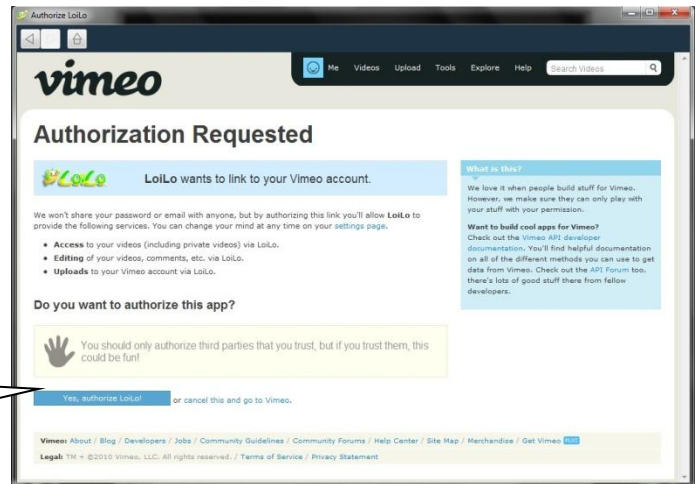 Authorize LoiLo
vimeo
Me Videos Upload Tools Explore Help Search Videos
Authorization Requested
LoiLo
LoiLo wants to link to your Vimeo account.
We won't share your password or email with anyone, but by authorizing this link you'll allow LoiLo to
provide the following services. You can change your mind at any time on your settings page.
• Access to your videos (including private videos) via LoiLo.
• Editing of your videos, comments, etc. via LoiLo.
• Uploads to your Vimeo account via LoiLo.
Do you want to authorize this app?
You should only authorize third parties that you trust, but if you trust them, this
could be fun!
Yes, authorize LoiLo! or cancel this and go to Vimeo.
What is this?
We love it when people build stuff for Vimeo.
However, we make sure they can only play with
your stuff with your permission.
Want to build cool apps for Vimeo?
Check out the Vimeo API developer
documentation. You'll find helpful documentation
on all of the different methods you can use to get
data from Vimeo. Check out the API Forum too,
there's lots of good stuff there from fellow
developers.
Vimeo: About / Blog / Developers / Jobs / Community Guidelines / Community Forums / Help Center / Site Map / Merchandise / Get Vimeo PLUS
Legal: TM + ©2010 Vimeo, LLC. All rights reserved. / Terms of Service / Privacy Statement